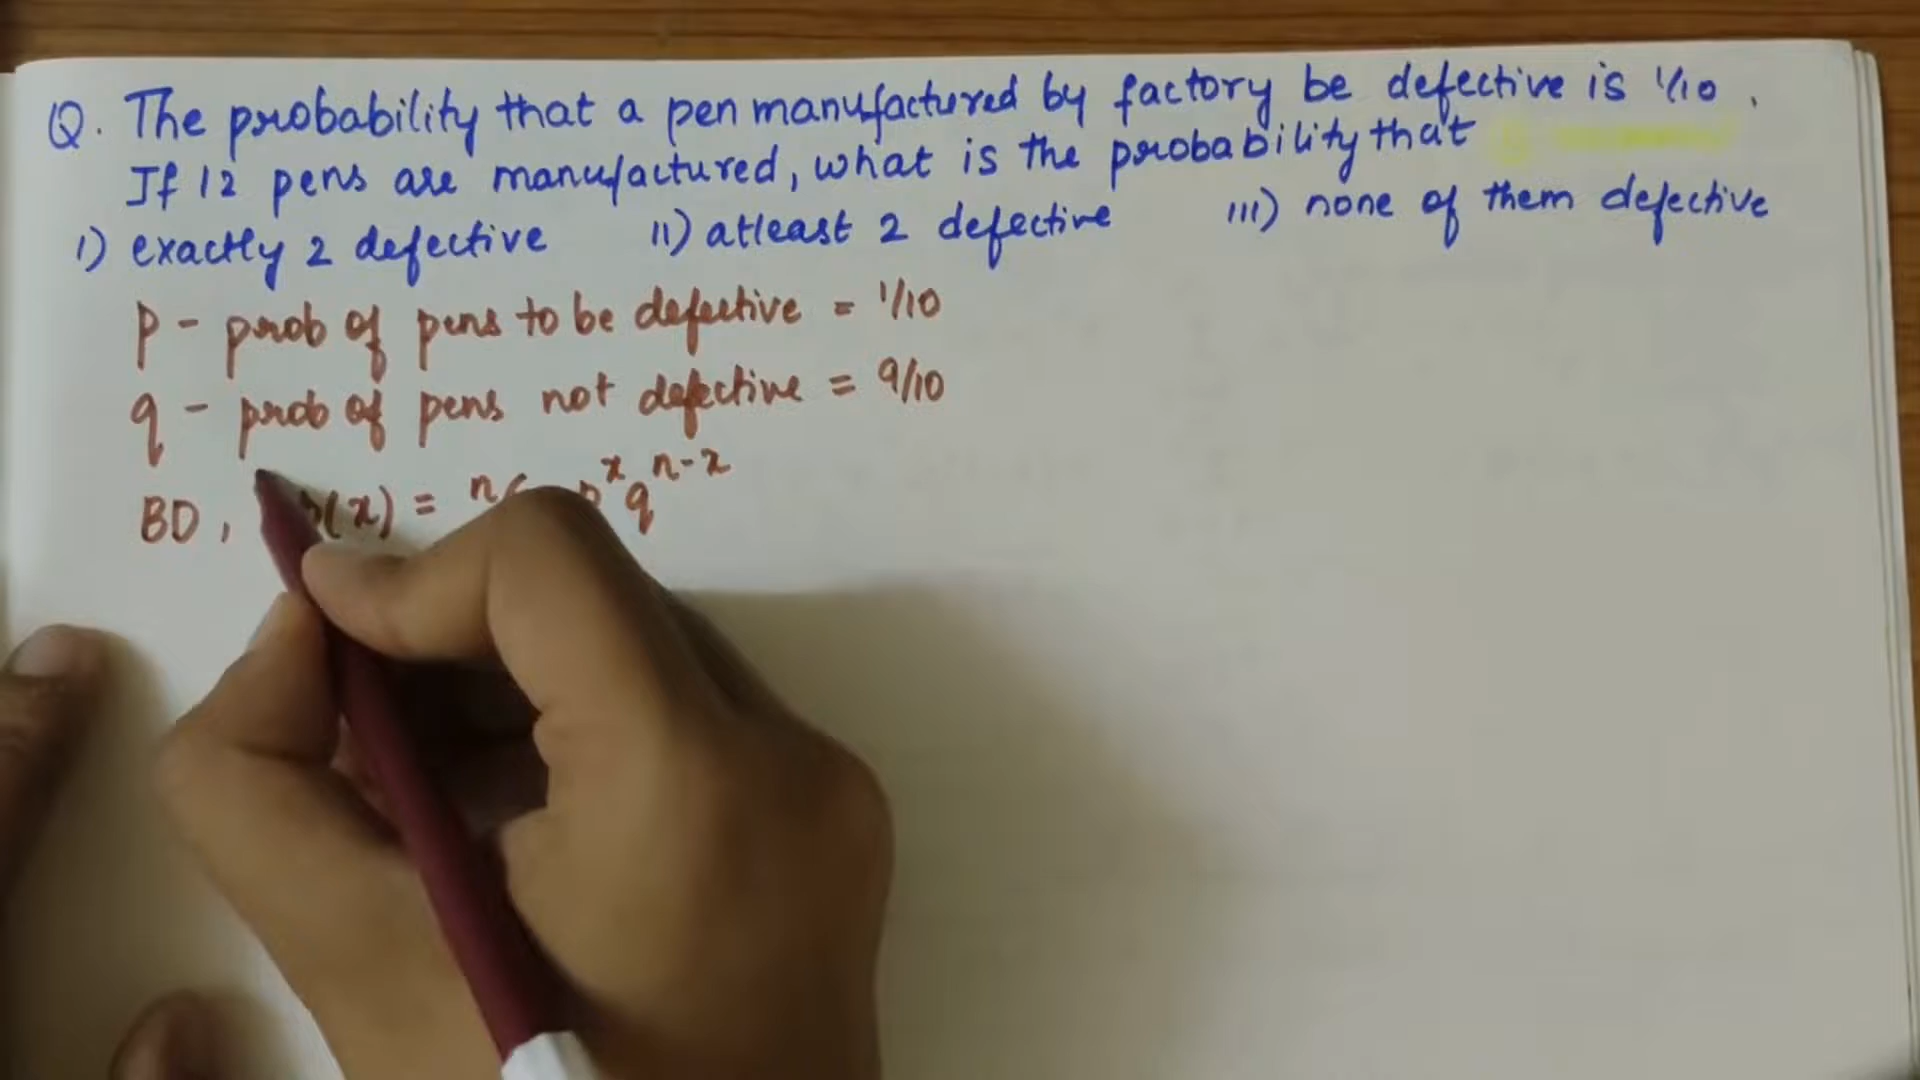 Q. The probability that a pen manufactured by factory be defective is 1/10.
If 12 pens are manufactured, what is the probability that
i) exactly 2 defective ii) atleast 2 defective iii) none of them defective
p - prob of pens to be defective = 1/10
q - prob of pens not defective = 9/10
BD, (x) = n x q n-x